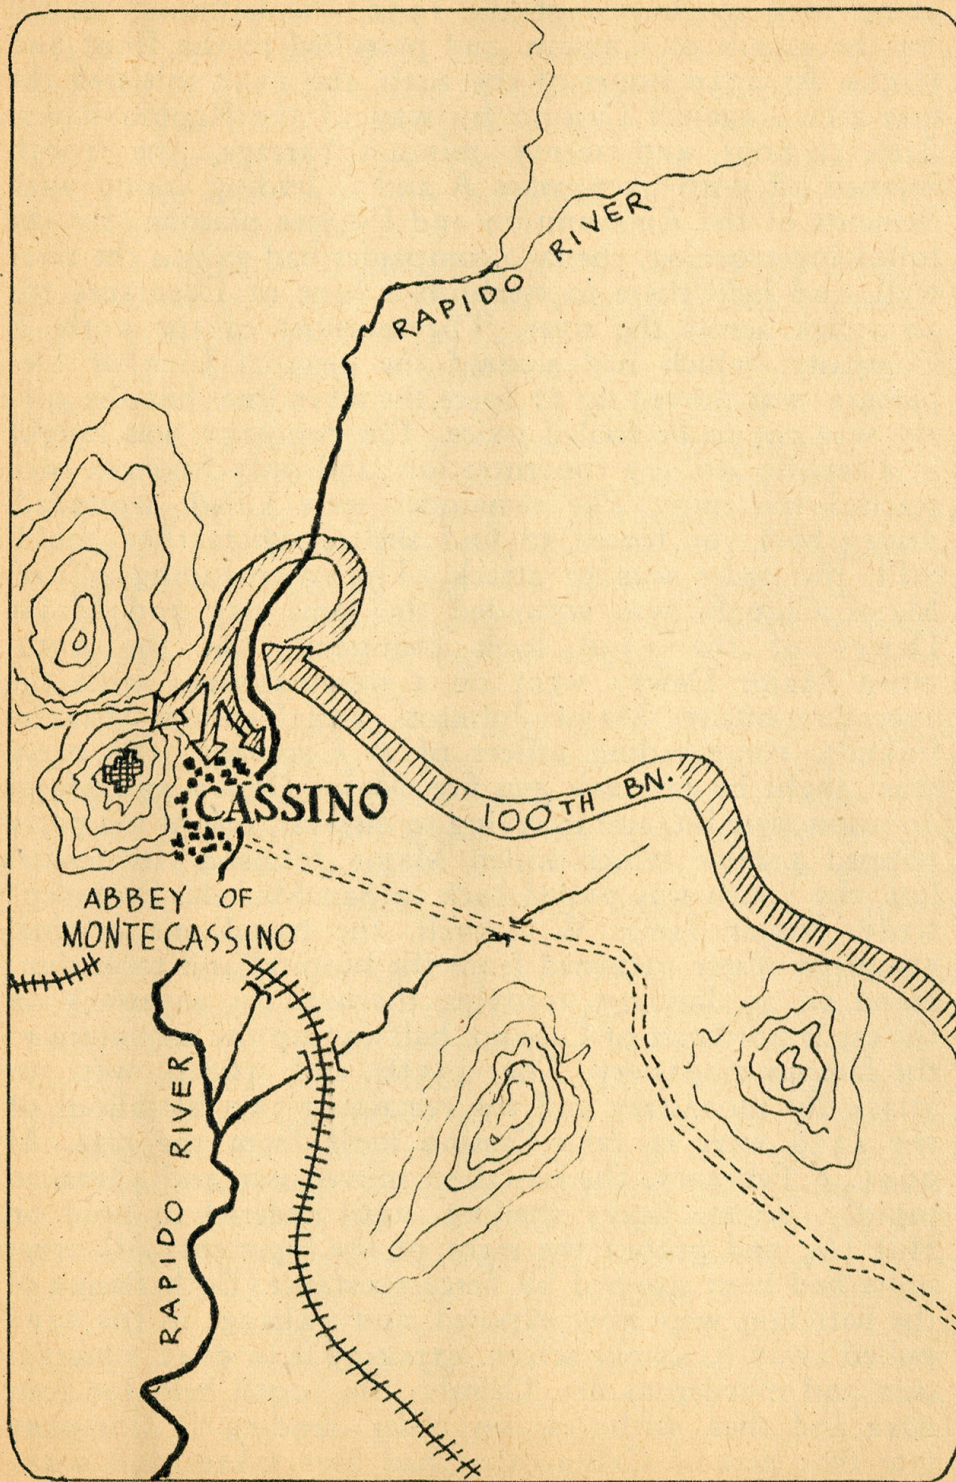 RAPIDO RIVER
CASSINO
100TH BN.
ABBEY OF
MONTE CASSINO
RAPIDO RIVER